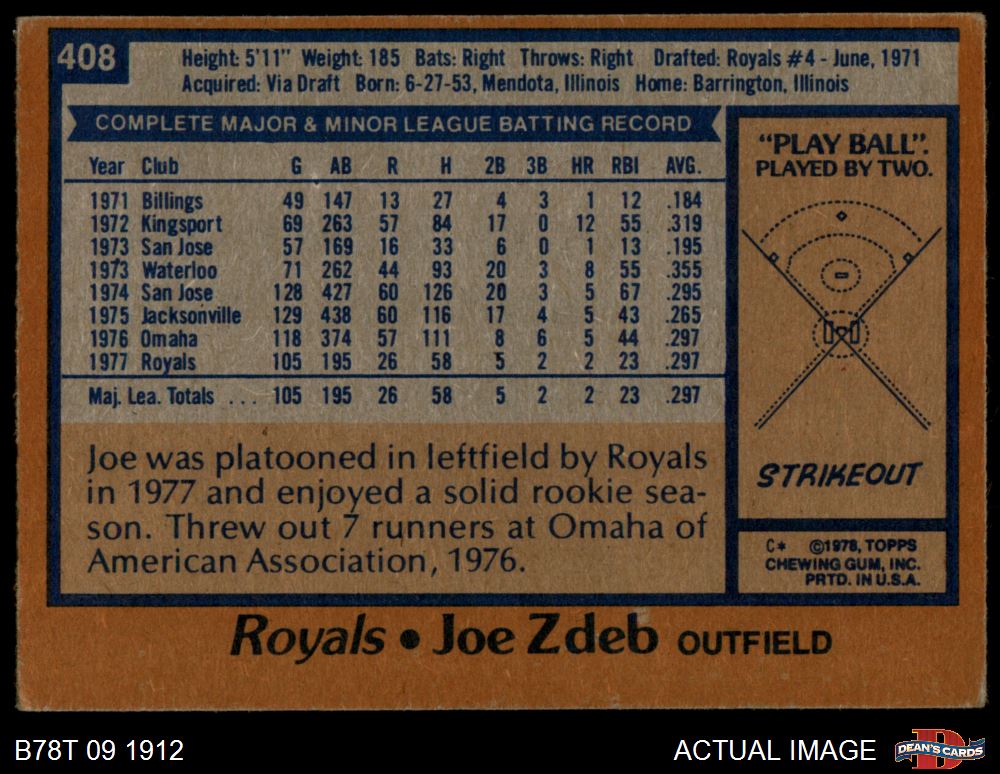 408
Height: 5'11" Weight: 185 Bats: Right Throws: Right Drafted: Royals #4 - June, 1971
Acquired: Via Draft Born: 6-27-53, Mendota, Illinois Home: Barrington, Illinois
COMPLETE MAJOR & MINOR LEAGUE BATTING RECORD
Year Club G AB R H 2B 3B HR RBI AVG.
1971 Billings 49 147 13 27 4 3 1 12 .184
1972 Kingsport 69 263 57 84 17 0 12 55 .319
1973 San Jose 57 169 16 33 6 0 1 13 .195
1973 Waterloo 71 262 44 93 20 3 8 55 .355
1974 San Jose 128 427 60 126 20 3 5 67 .295
1975 Jacksonville 129 438 60 116 17 4 5 43 .265
1976 Omaha 118 374 57 111 8 6 5 44 .297
1977 Royals 105 195 26 58 5 2 2 23 .297
Maj. Lea. Totals . . . 105 195 26 58 5 2 2 23 .297
Joe was platooned in leftfield by Royals
in 1977 and enjoyed a solid rookie sea-
son. Threw out 7 runners at Omaha of
American Association, 1976.
"PLAY BALL".
PLAYED BY TWO.
STRIKEOUT
C* ©1978, TOPPS
CHEWING GUM, INC.
PRTD. IN U.S.A.
Royals • Joe Zdeb OUTFIELD
B78T 09 1912
ACTUAL IMAGE
D
DEAN'S CARDS